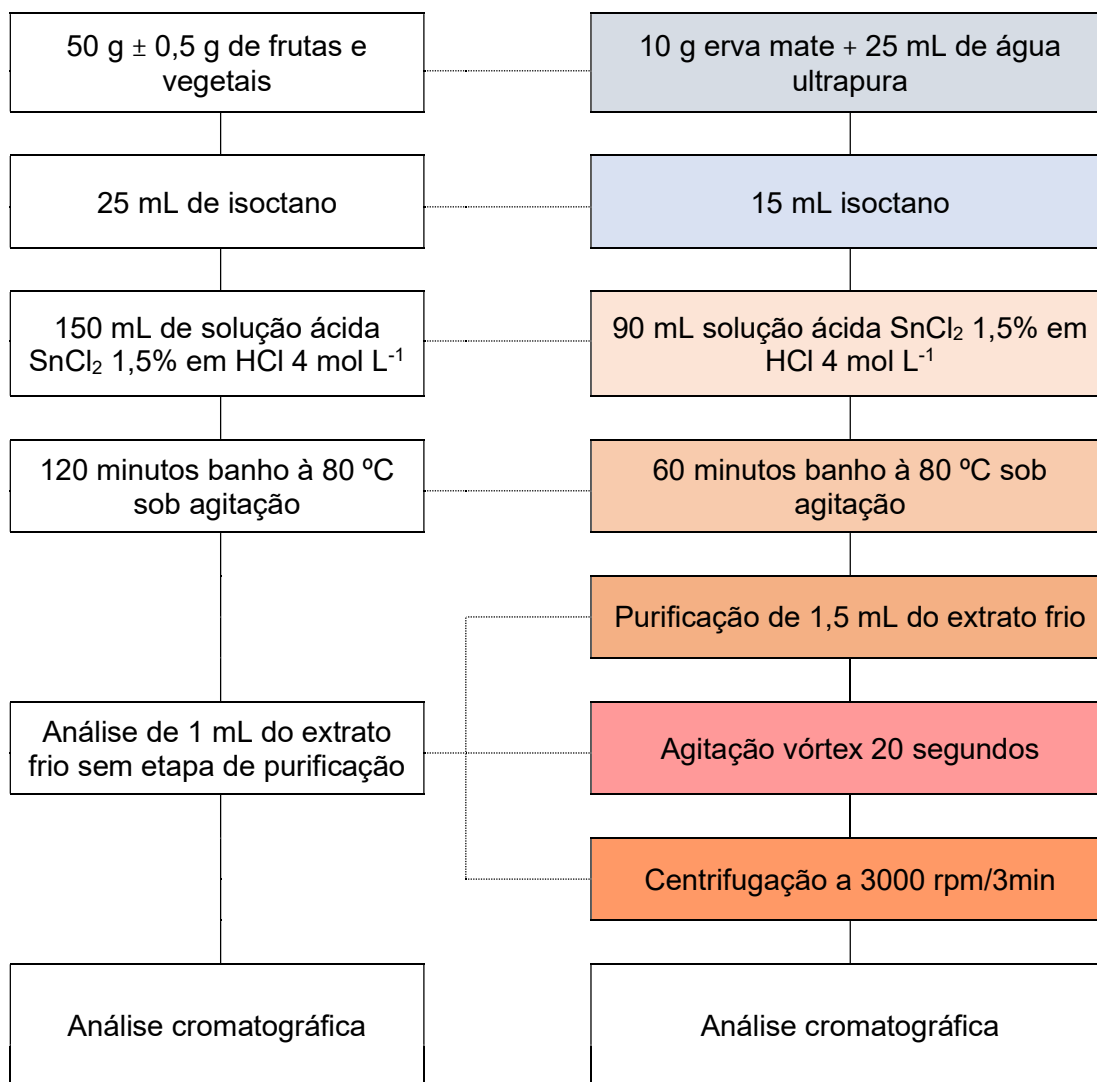 50 g ± 0,5 g de frutas e
vegetais
10 g erva mate + 25 mL de água
ultrapura
25 mL de isoctano
15 mL isoctano
150 mL de solução ácida
SnCl₂ 1,5% em HCl 4 mol L⁻¹
90 mL solução ácida SnCl₂ 1,5% em
HCl 4 mol L⁻¹
120 minutos banho à 80 ºC
sob agitação
60 minutos banho à 80 ºC sob
agitação
Purificação de 1,5 mL do extrato frio
Análise de 1 mL do extrato
frio sem etapa de purificação
Agitação vórtex 20 segundos
Centrifugação a 3000 rpm/3min
Análise cromatográfica
Análise cromatográfica